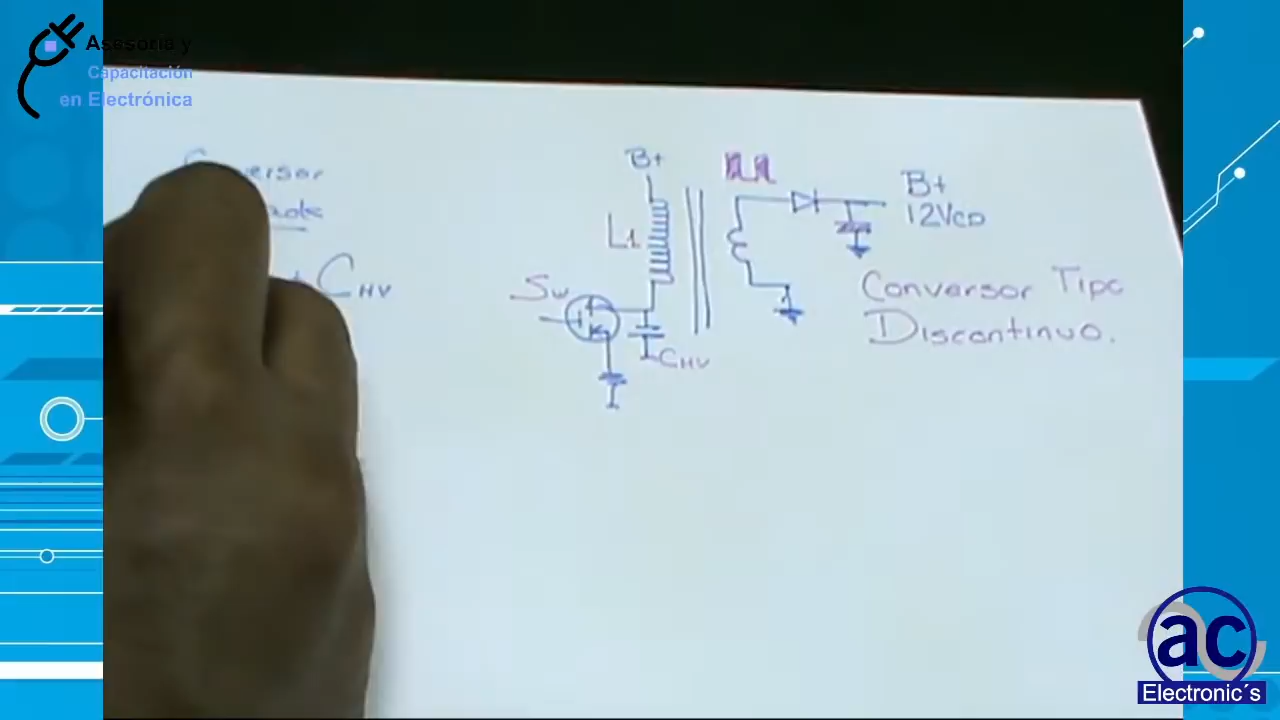 Asesoría y
Capacitación
en Electrónica
B+
L1
Sw
CHV
B+
12VCD
Conversor Tipo
Discontinuo.
+ CHV
ac
Electronic´s